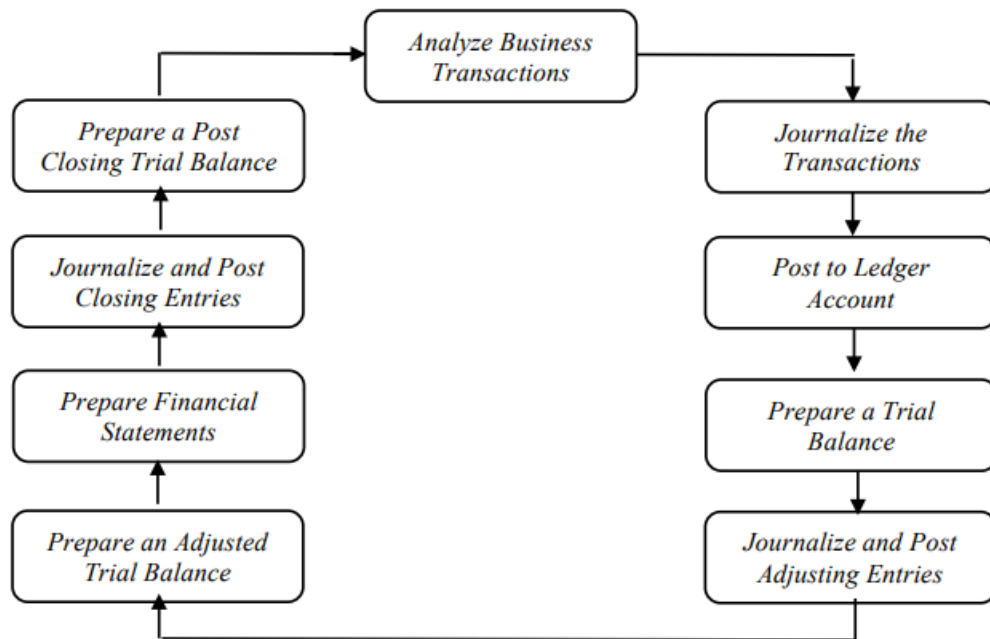 Analyze Business
Transactions
Journalize the
Transactions
Post to Ledger
Account
Prepare a Trial
Balance
Journalize and Post
Adjusting Entries
Prepare an Adjusted
Trial Balance
Prepare Financial
Statements
Journalize and Post
Closing Entries
Prepare a Post
Closing Trial Balance